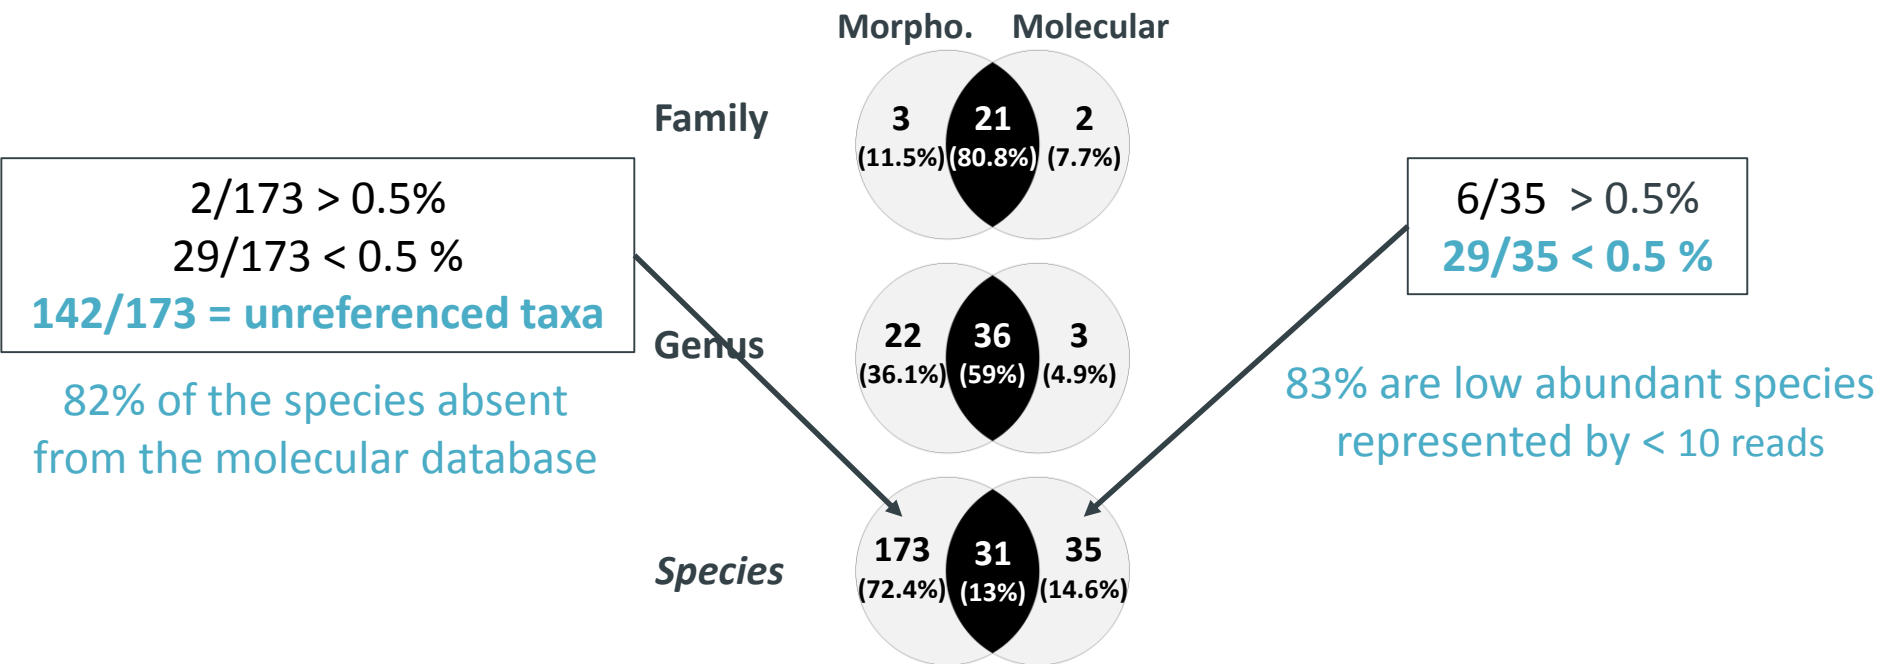 Morpho. Molecular
Family
3 21 2
(11.5%) (80.8%) (7.7%)
2/173 > 0.5%
29/173 < 0.5 %
142/173 = unreferenced taxa
82% of the species absent
from the molecular database
6/35 > 0.5%
29/35 < 0.5 %
83% are low abundant species
represented by < 10 reads
Genus
22 36 3
(36.1%) (59%) (4.9%)
Species
173 31 35
(72.4%) (13%) (14.6%)